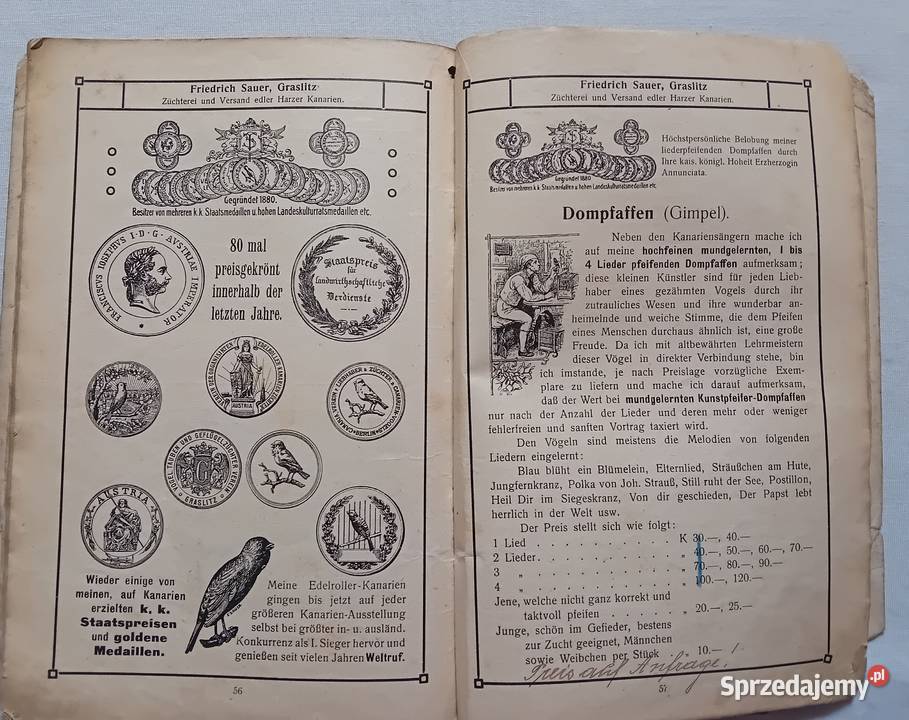 Friedrich Sauer, Graslitz
Züchterei und Versand edler Harzer Kanarien.
Gegründet 1880.
Besitzer von mehreren k.k. Staatsmedaillen u. hohen Landeskulturratsmedaillen etc.
FRANCISCUS IOSEPHUS I·D·G·AVSTRIAE IMPERATOR
80 mal
preisgekrönt
innerhalb der
letzten Jahre.
Staatspreis
für
landwirthschaftliche
Verdienste
AUSTRIA
VOGEL TAUBEN UND GEFLÜGELZÜCHTER VEREIN
G
GRASLITZ
AUSTRIA
Wieder einige von
meinen, auf Kanarien
erzielten k. k.
Staatspreisen
und goldene
Medaillen.
Meine Edelroller-Kanarien
gingen bis jetzt auf jeder
größeren Kanarien-Ausstellung
selbst bei größter in- u. ausländ.
Konkurrenz als I. Sieger hervor und
genießen seit vielen Jahren Weltruf.
56
Friedrich Sauer, Graslitz
Züchterei und Versand edler Harzer Kanarien.
Gegründet 1880
Besitzer von mehreren k.k. Staatsmedaillen u. hohen Landeskulturratsmedaillen etc.
Höchstpersönliche Belobung meiner
liederpfeifenden Dompfaffen durch
Ihre kais. königl. Hoheit Erzherzogin
Annunciata.
Dompfaffen (Gimpel).
Neben den Kanariensängern mache ich
auf meine hochfeinen mundgelernten, 1 bis
4 Lieder pfeifenden Dompfaffen aufmerksam;
diese kleinen Künstler sind für jeden Lieb-
haber eines gezähmten Vogels durch ihr
zutrauliches Wesen und ihre wunderbar an-
heimelnde und weiche Stimme, die dem Pfeifen
eines Menschen durchaus ähnlich ist, eine große
Freude. Da ich mit altbewährten Lehrmeistern
dieser Vögel in direkter Verbindung stehe, bin
ich imstande, je nach Preislage vorzügliche Exem-
plare zu liefern und mache ich darauf aufmerksam,
daß der Wert bei mundgelernten Kunstpfeifer-Dompfaffen
nur nach der Anzahl der Lieder und deren mehr oder weniger
fehlerfreien und sanften Vortrag taxiert wird.
Den Vögeln sind meistens die Melodien von folgenden
Liedern eingelernt:
Blau blüht ein Blümelein, Elternlied, Sträußchen am Hute,
Jungfernkranz, Polka von Joh. Strauß, Still ruht der See, Postillon,
Heil Dir im Siegeskranz, Von dir geschieden, Der Papst lebt
herrlich in der Welt usw.
Der Preis stellt sich wie folgt:
1 Lied . . . . . . . . . . K 30.—, 40.—
2 Lieder. . . . . . . . . . „ 40.—, 50.—, 60.—, 70.—
3 „ . . . . . . . . . . „ 70.—, 80.—, 90.—
4 „ . . . . . . . . . . „ 100.—, 120.—
Jene, welche nicht ganz korrekt und
taktvoll pfeifen . . . . . . „ 20.—, 25.—
Junge, schön im Gefieder, bestens
zur Zucht geeignet, Männchen
sowie Weibchen per Stück „ 10.—
Preis auf Anfrage.
57
Sprzedajemy.pl